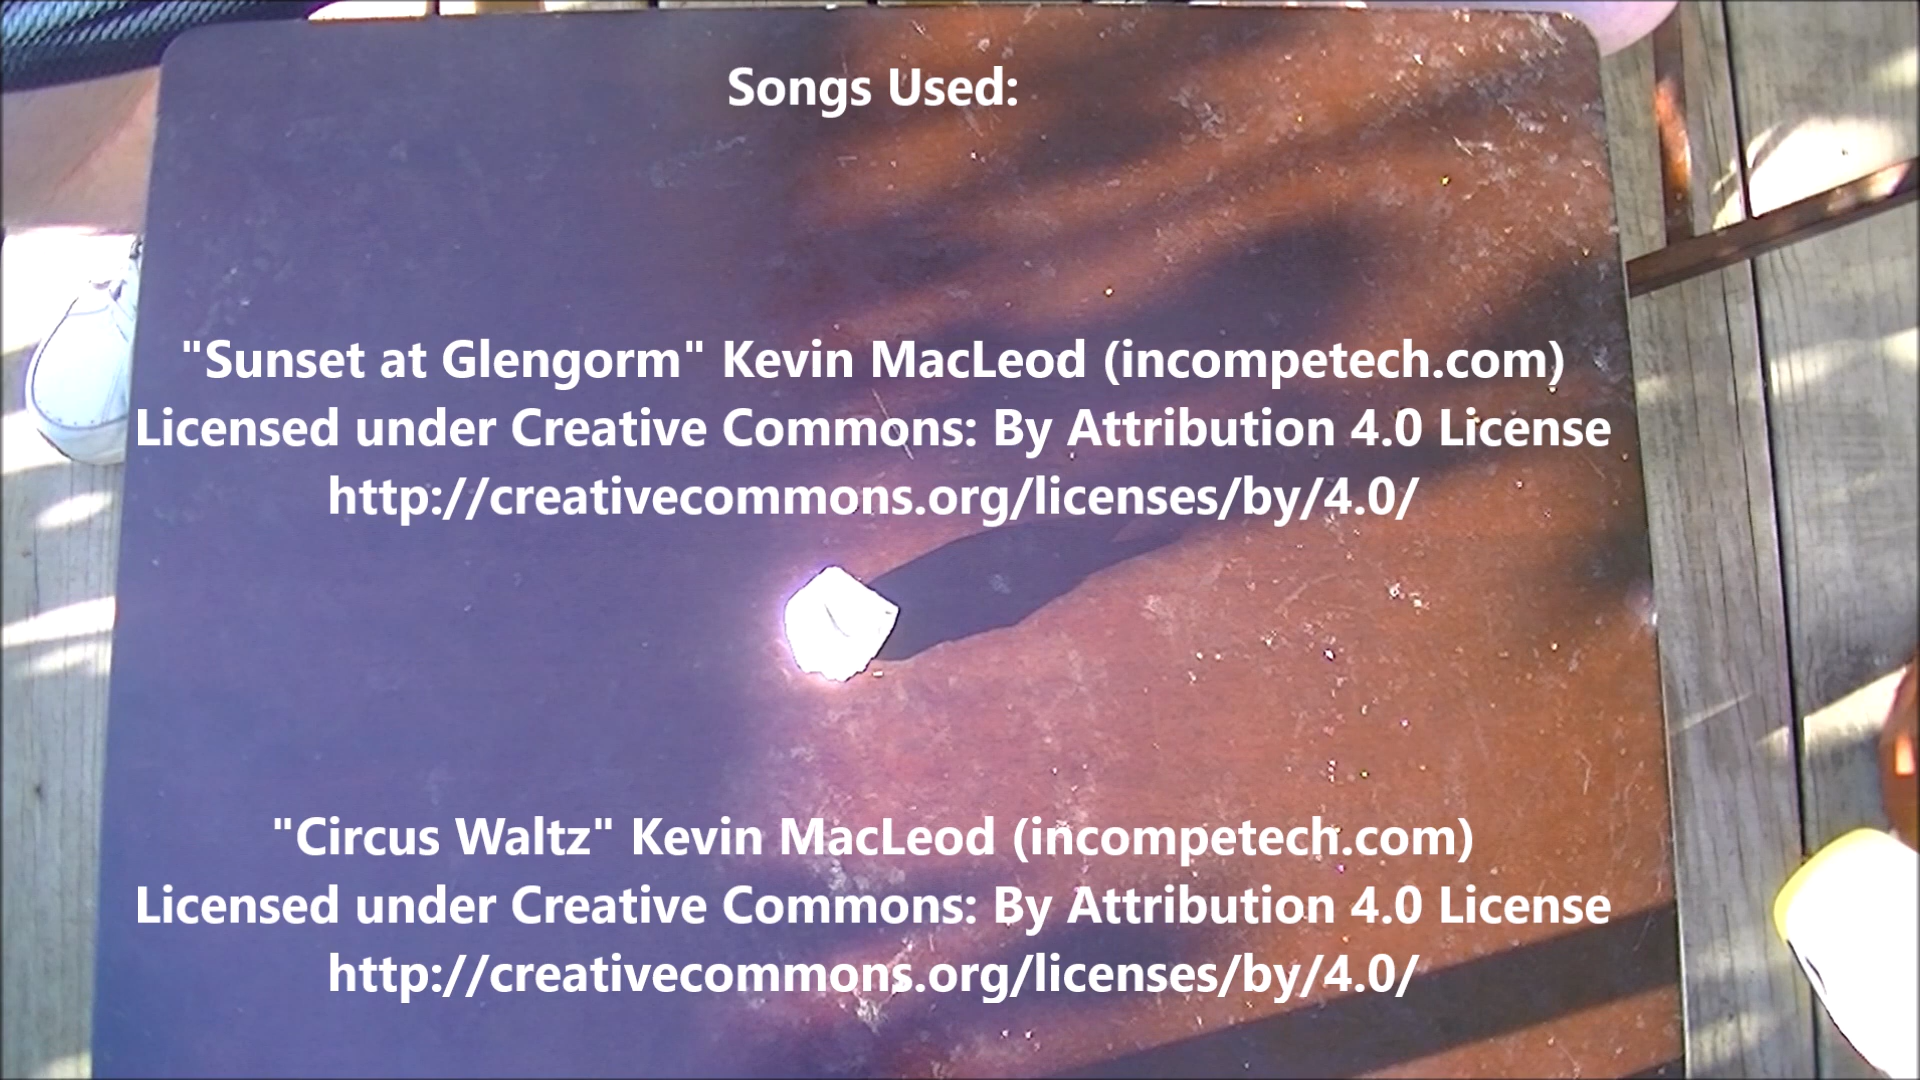 Songs Used:
"Sunset at Glengorm" Kevin MacLeod (incompetech.com)
Licensed under Creative Commons: By Attribution 4.0 License
http://creativecommons.org/licenses/by/4.0/
"Circus Waltz" Kevin MacLeod (incompetech.com)
Licensed under Creative Commons: By Attribution 4.0 License
http://creativecommons.org/licenses/by/4.0/